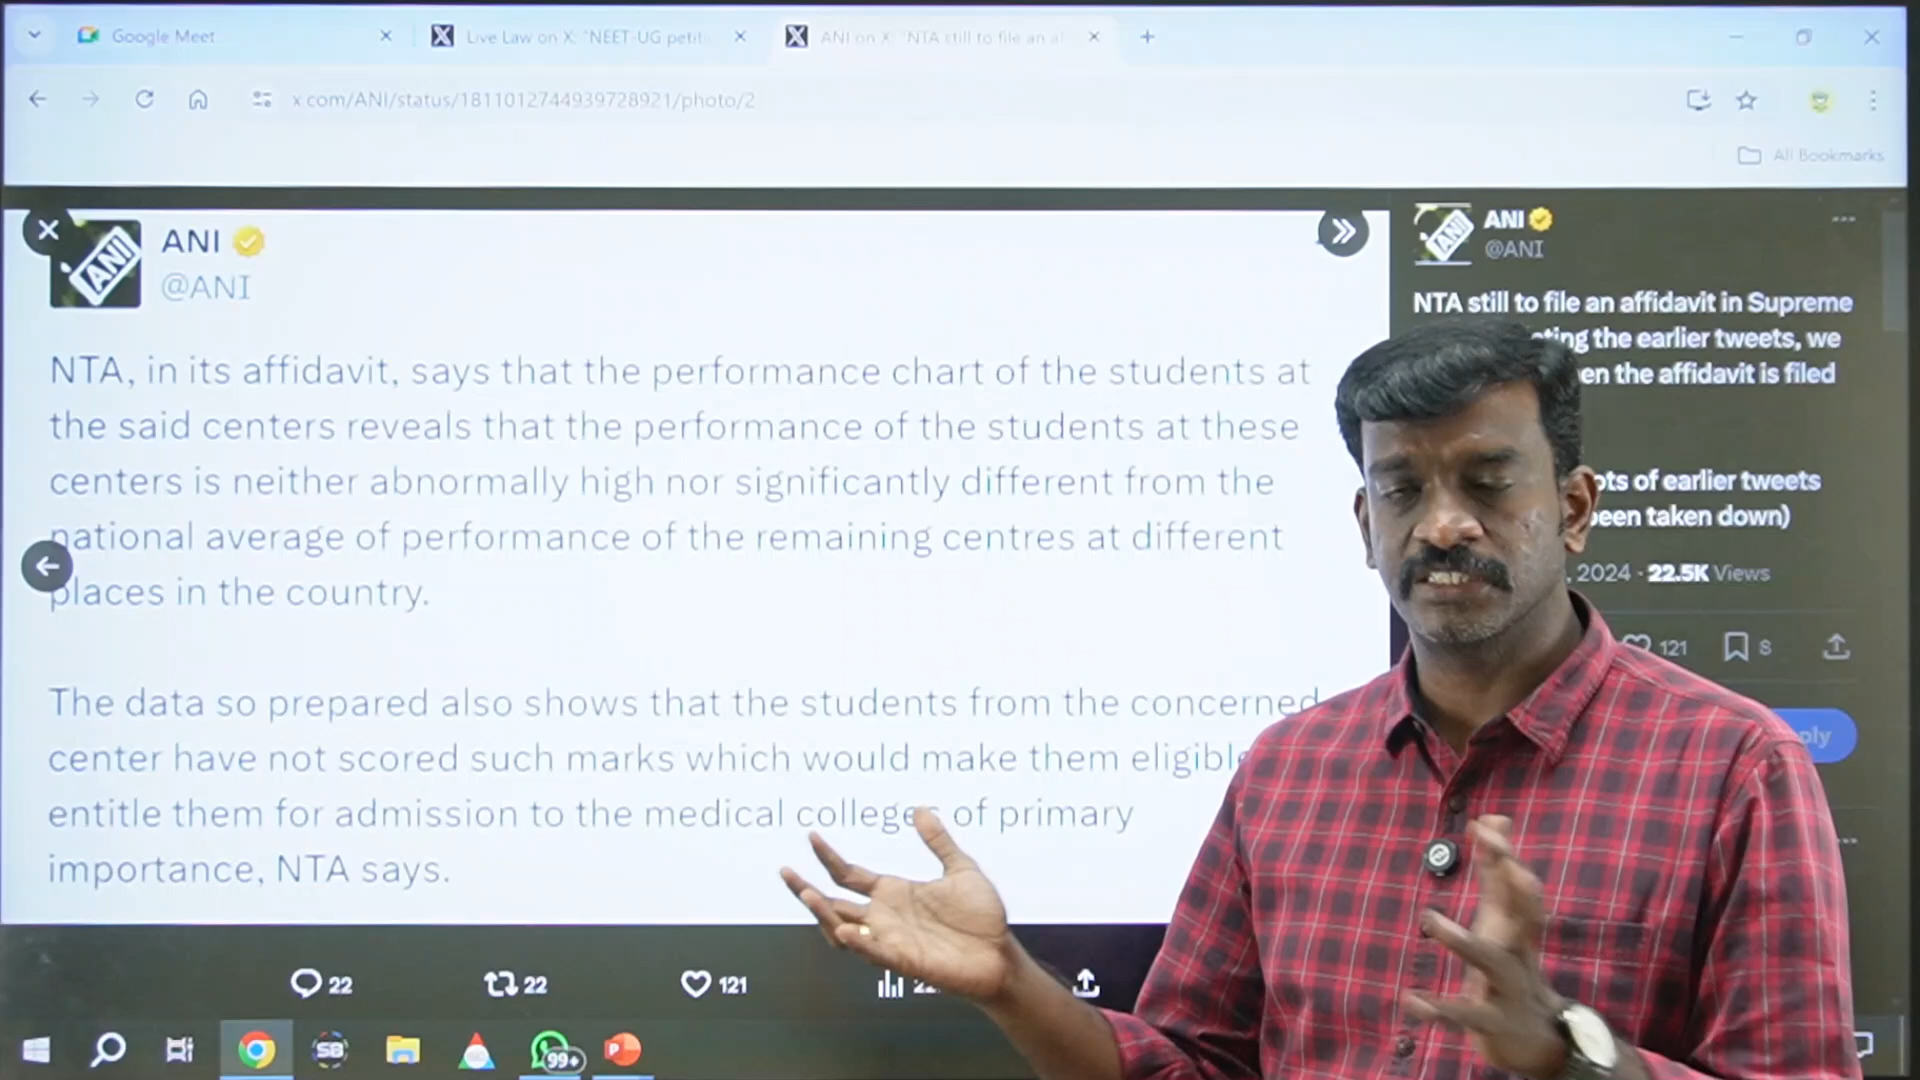 Google Meet
Live Law on X: "NEET-UG petiti
ANI on X: "NTA still to file an af
x.com/ANI/status/1811012744939728921/photo/2
All Bookmarks
ANI
@ANI
NTA, in its affidavit, says that the performance chart of the students at
the said centers reveals that the performance of the students at these
centers is neither abnormally high nor significantly different from the
national average of performance of the remaining centres at different
places in the country.
The data so prepared also shows that the students from the concerned
center have not scored such marks which would make them eligible
entitle them for admission to the medical colleges of primary
importance, NTA says.
22
22
121
ANI
@ANI
NTA still to file an affidavit in Supreme
ting the earlier tweets, we
en the affidavit is filed
ots of earlier tweets
been taken down)
, 2024 · 22.5K Views
121
8
ply
SB
99+
P